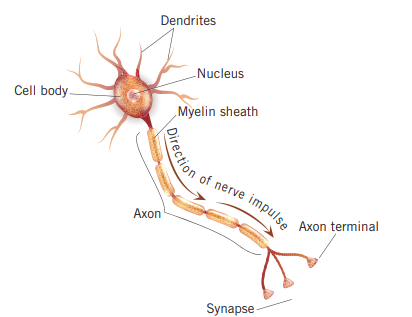 Dendrites
Nucleus
Cell body
Myelin sheath
Direction of nerve impulse
Axon
Axon terminal
Synapse